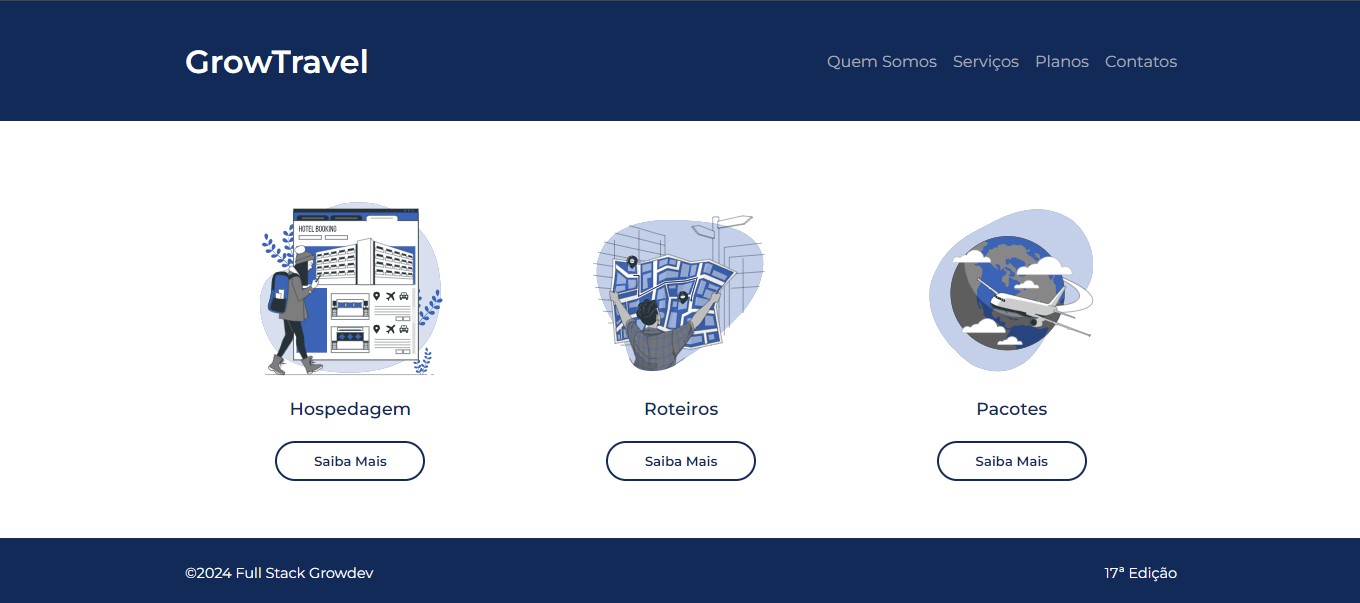 GrowTravel
Quem Somos Serviços Planos Contatos
HOTEL BOOKING
Hospedagem Roteiros Pacotes
Saiba Mais Saiba Mais Saiba Mais
©2024 Full Stack Growdev 17ª Edição